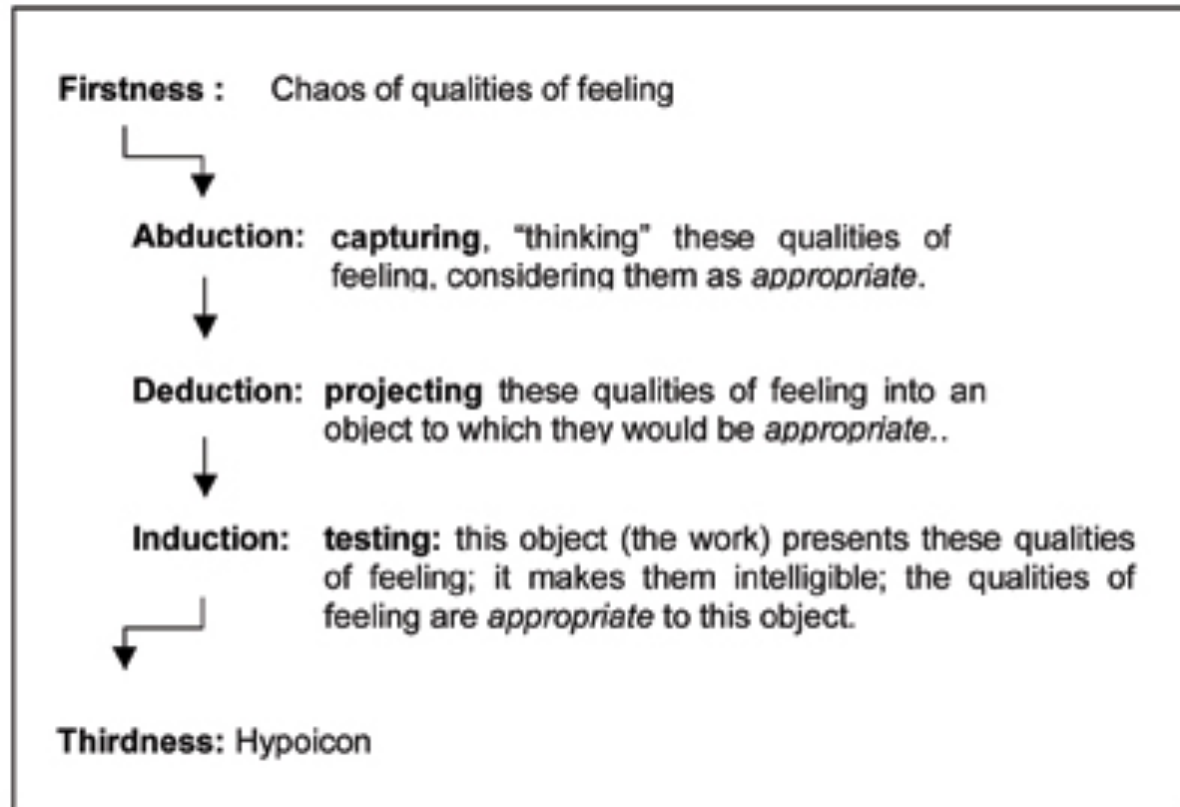 Firstness : Chaos of qualities of feeling
Abduction: capturing, “thinking” these qualities of
feeling, considering them as appropriate.
Deduction: projecting these qualities of feeling into an
object to which they would be appropriate..
Induction: testing: this object (the work) presents these qualities
of feeling; it makes them intelligible; the qualities of
feeling are appropriate to this object.
Thirdness: Hypoicon